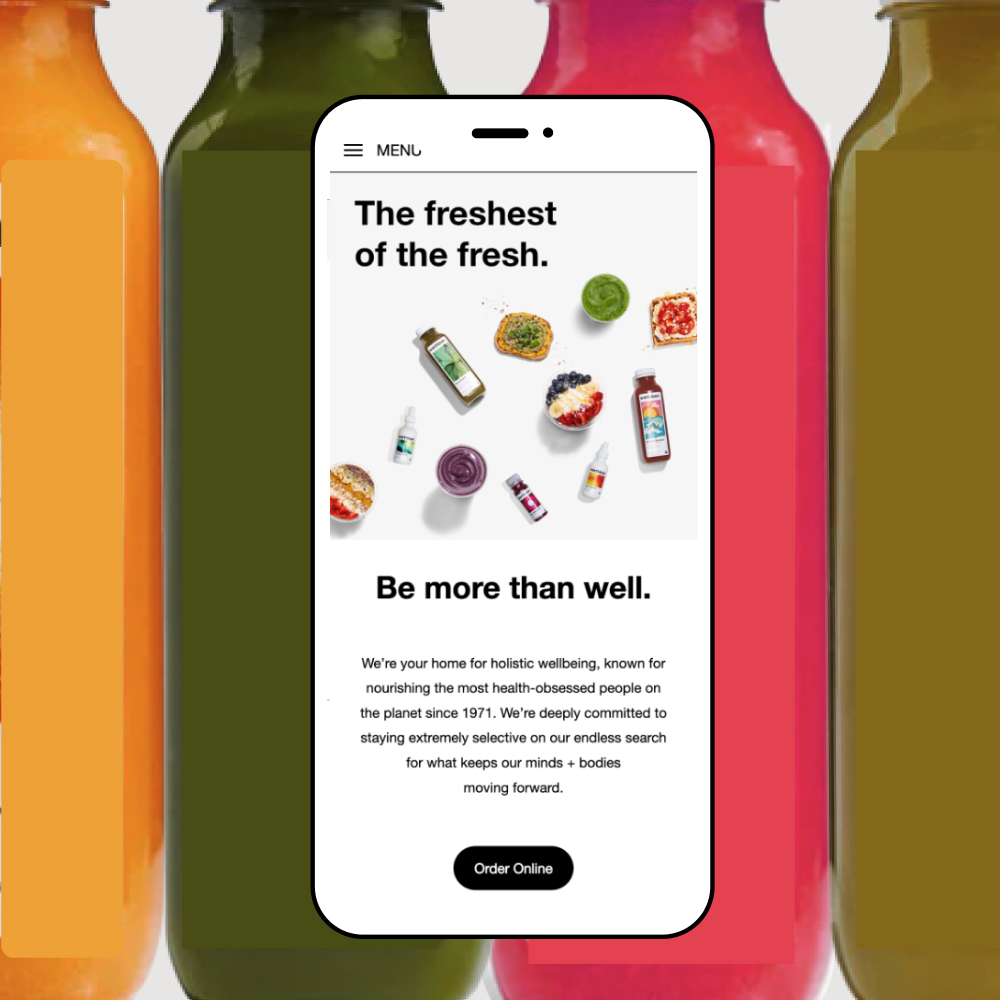 MENU
The freshest
of the fresh.
Be more than well.
We’re your home for holistic wellbeing, known for
nourishing the most health-obsessed people on
the planet since 1971. We’re deeply committed to
staying extremely selective on our endless search
for what keeps our minds + bodies
moving forward.
Order Online